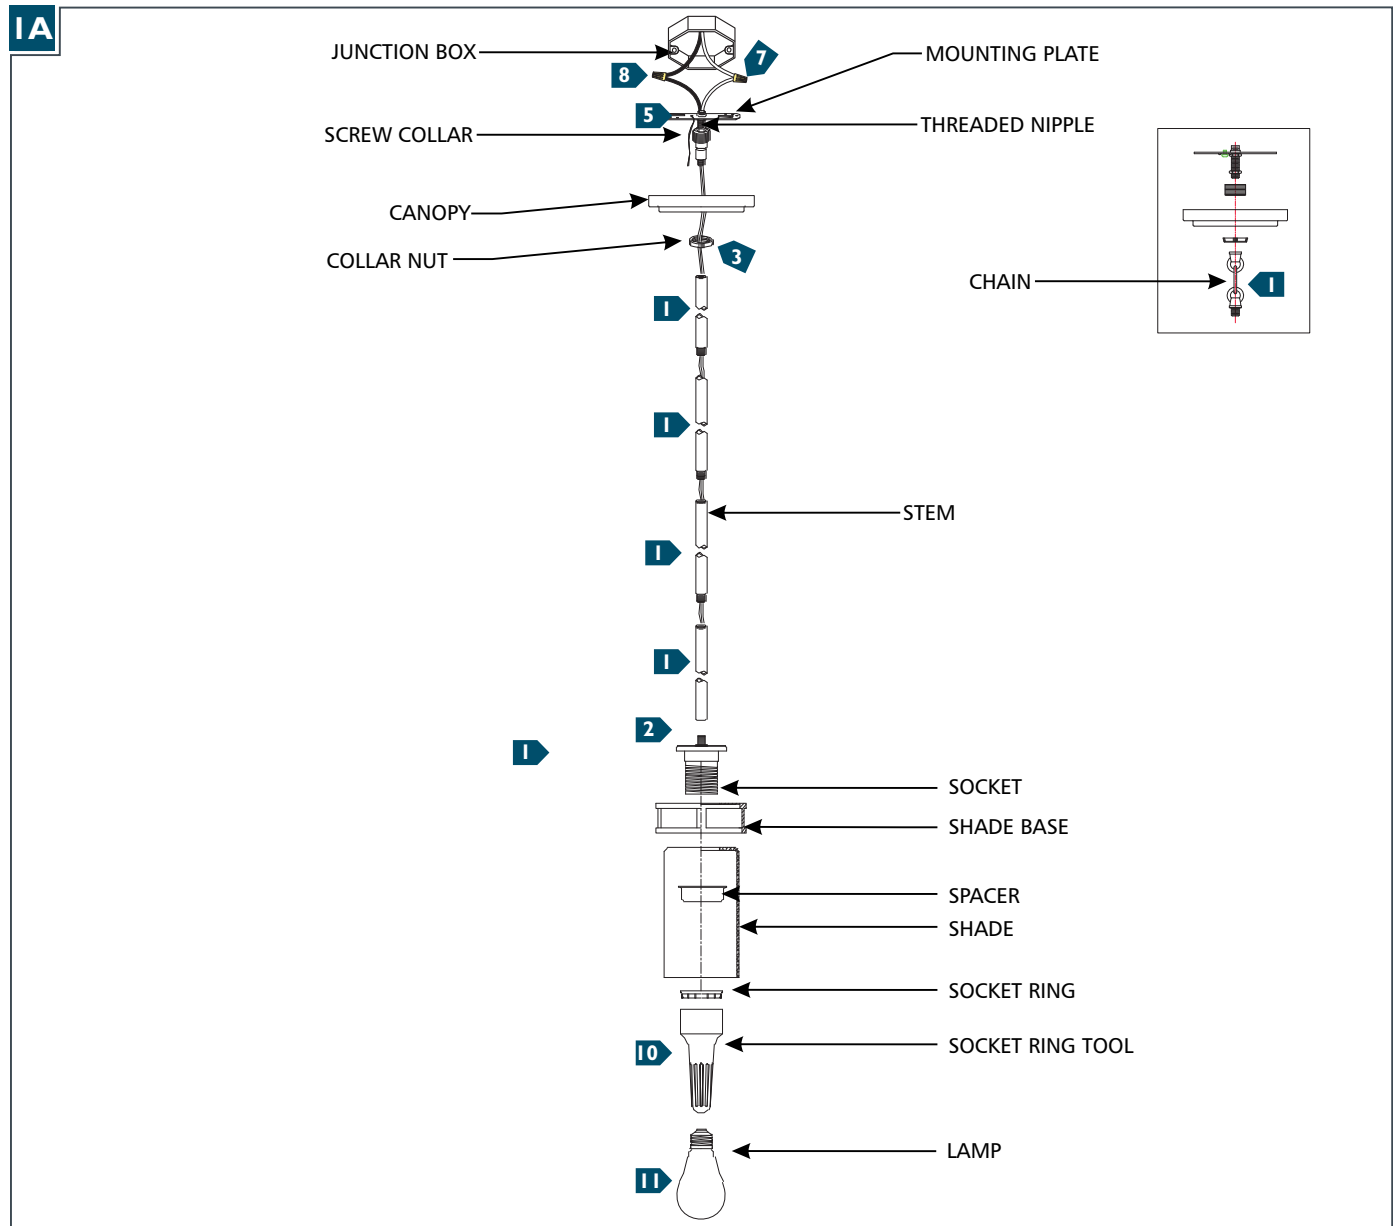 1A
JUNCTION BOX
MOUNTING PLATE
7
8
5
THREADED NIPPLE
SCREW COLLAR
CANOPY
COLLAR NUT
3
CHAIN
1
1
1
STEM
1
1
2
1
SOCKET
SHADE BASE
SPACER
SHADE
SOCKET RING
10
SOCKET RING TOOL
LAMP
11